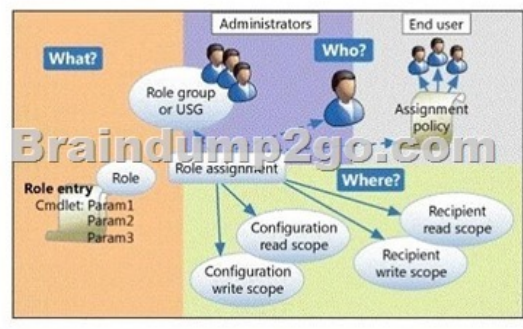 Administrators
End user
What?
Who?
Role group
or USG
Assignment
policy
Braindump2go.com
Role
Role assignment
Where?
Role entry
Cmdlet: Param1
Param2
Param3
Configuration
read scope
Recipient
read scope
Configuration
write scope
Recipient
write scope